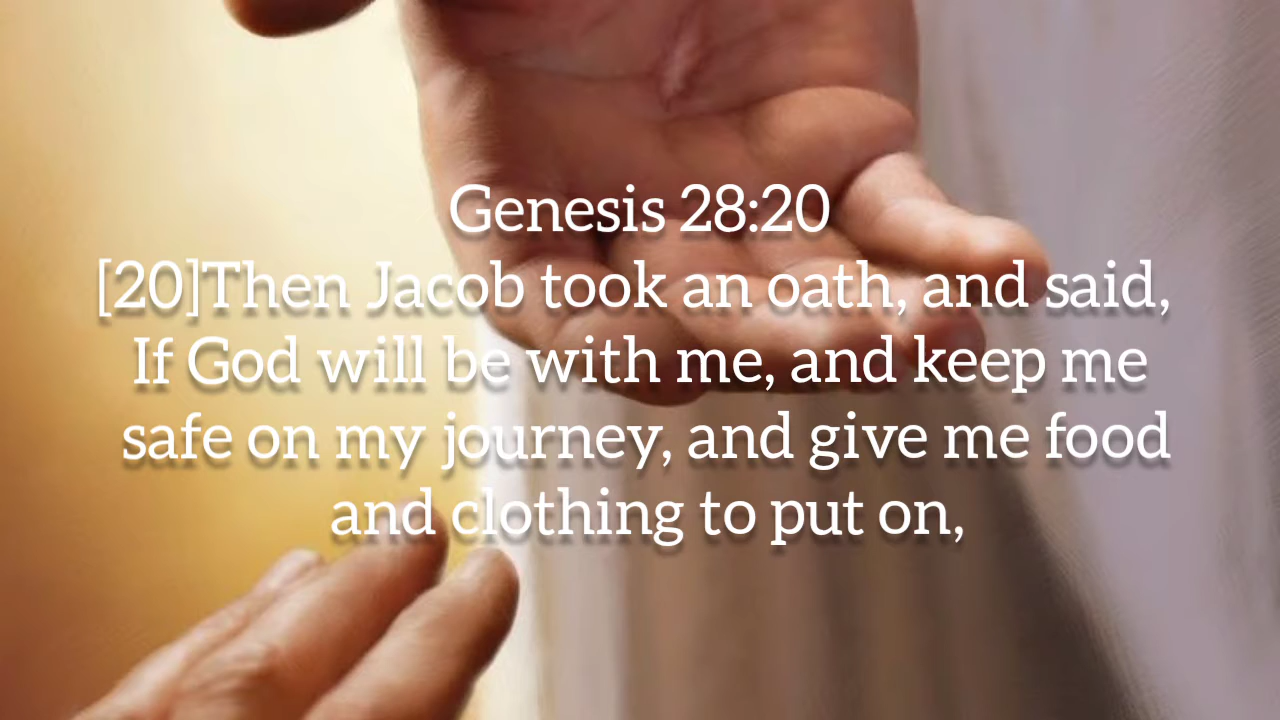 Genesis 28:20
[20]Then Jacob took an oath, and said,
If God will be with me, and keep me
safe on my journey, and give me food
and clothing to put on,